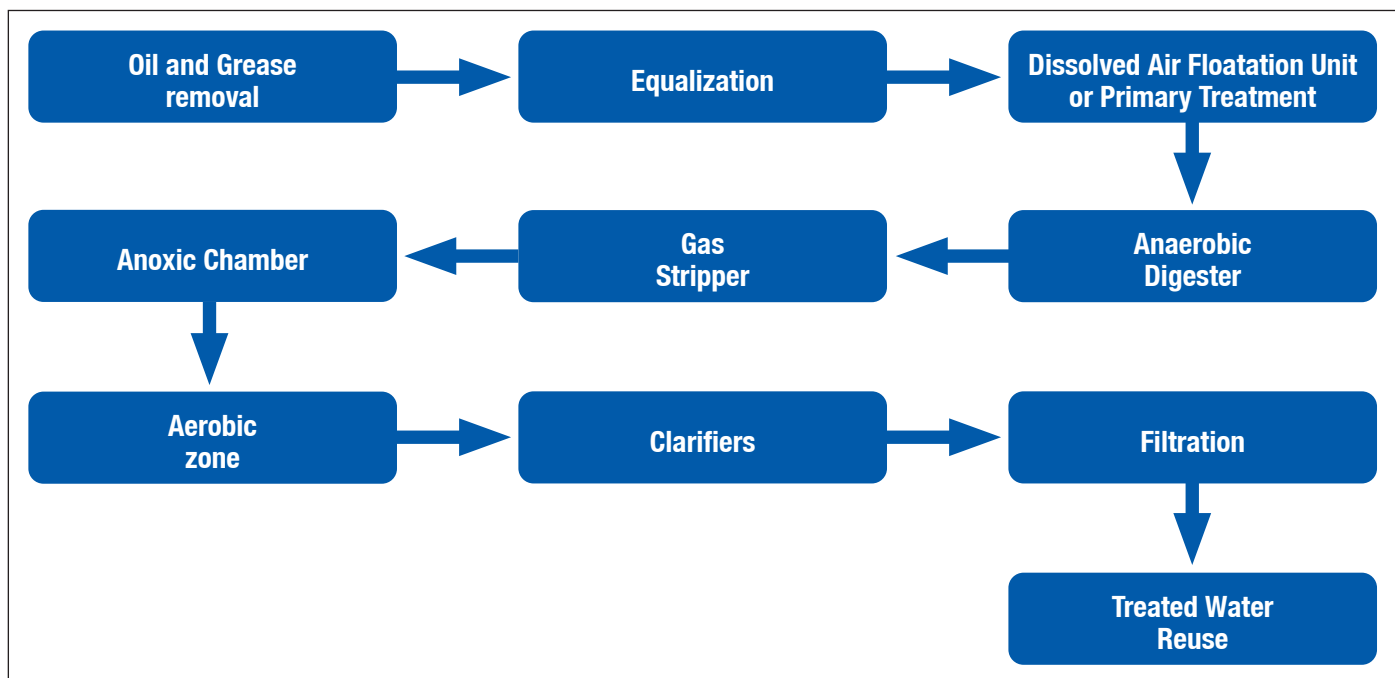 Oil and Grease
removal
Equalization
Dissolved Air Floatation Unit
or Primary Treatment
Anaerobic
Digester
Gas
Stripper
Anoxic Chamber
Aerobic
zone
Clarifiers
Filtration
Treated Water
Reuse